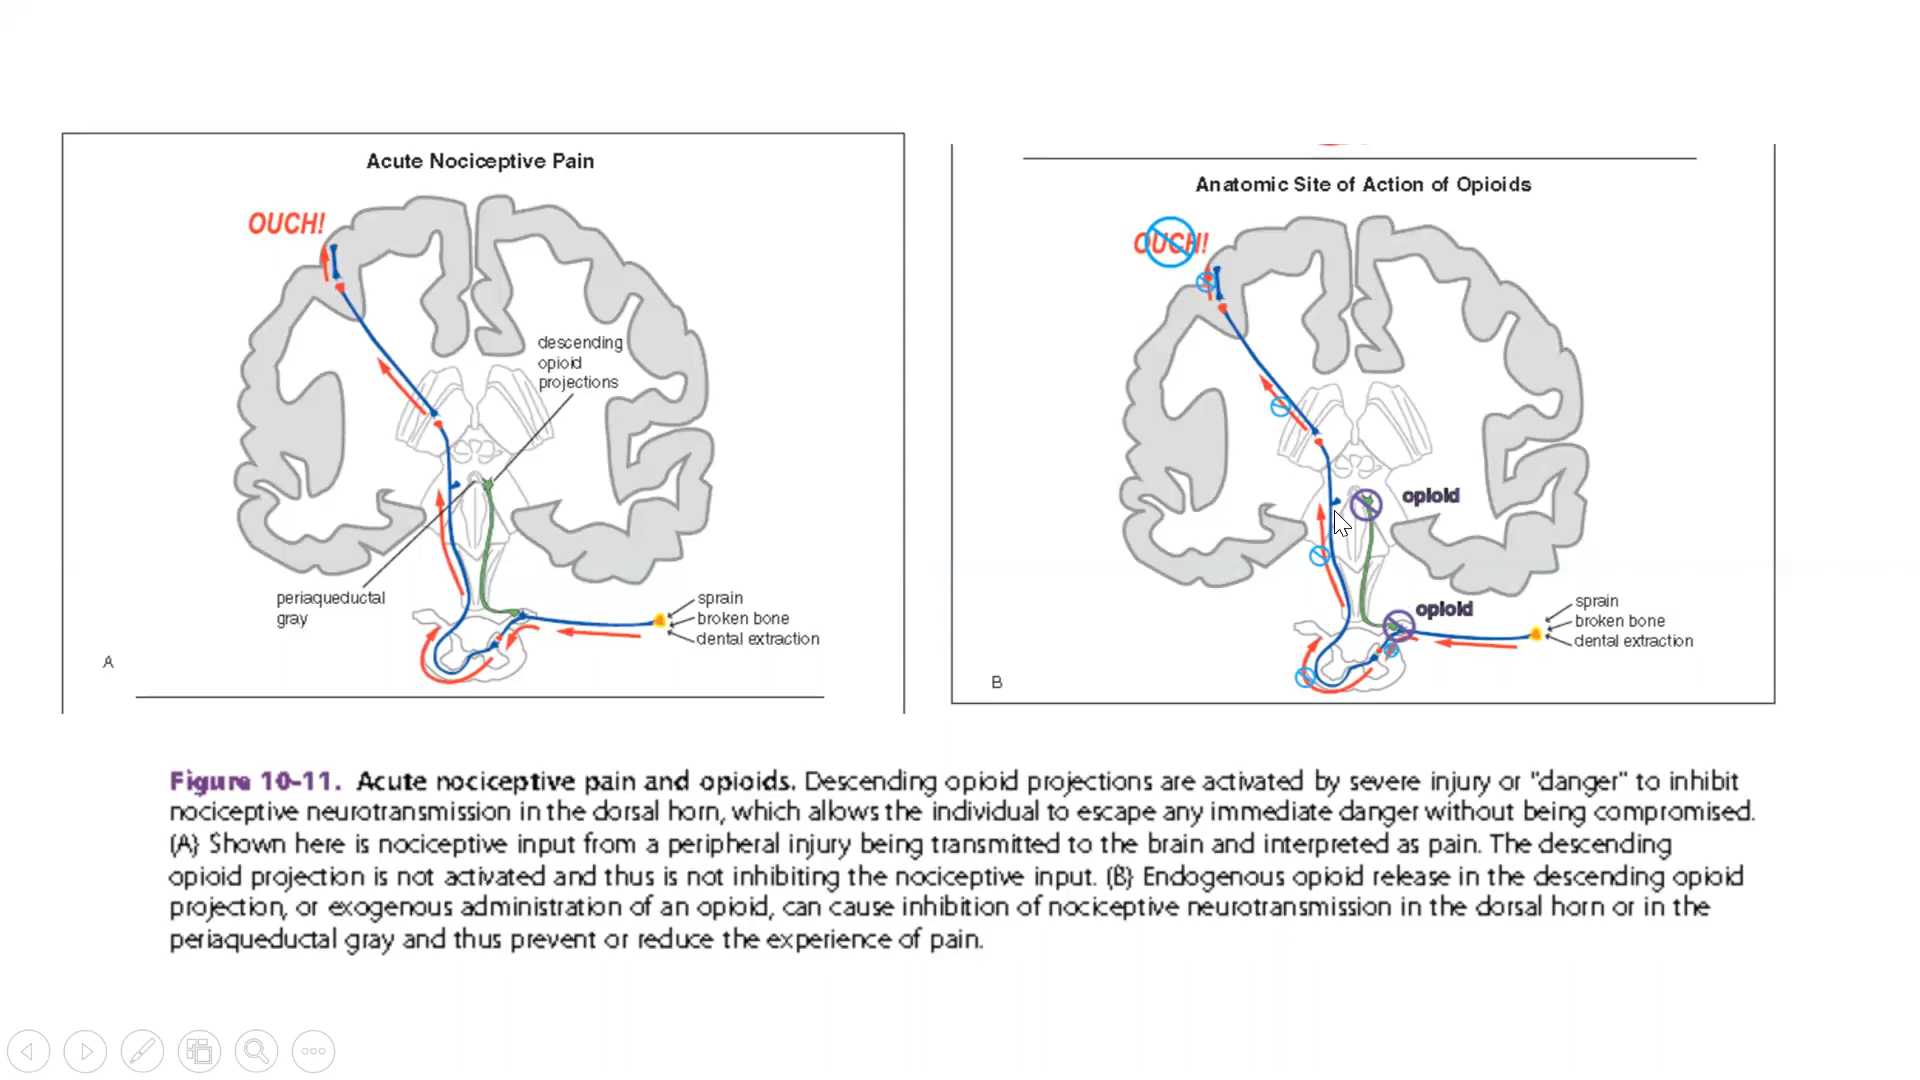 Acute Nociceptive Pain
OUCH!
descending
opioid
projections
periaqueductal
gray
sprain
broken bone
dental extraction
A
Anatomic Site of Action of Opioids
OUCH!
opioid
opioid
sprain
broken bone
dental extraction
B
Figure 10-11. Acute nociceptive pain and opioids. Descending opioid projections are activated by severe injury or "danger" to inhibit
nociceptive neurotransmission in the dorsal horn, which allows the individual to escape any immediate danger without being compromised.
(A) Shown here is nociceptive input from a peripheral injury being transmitted to the brain and interpreted as pain. The descending
opioid projection is not activated and thus is not inhibiting the nociceptive input. (B) Endogenous opioid release in the descending opioid
projection, or exogenous administration of an opioid, can cause inhibition of nociceptive neurotransmission in the dorsal horn or in the
periaqueductal gray and thus prevent or reduce the experience of pain.